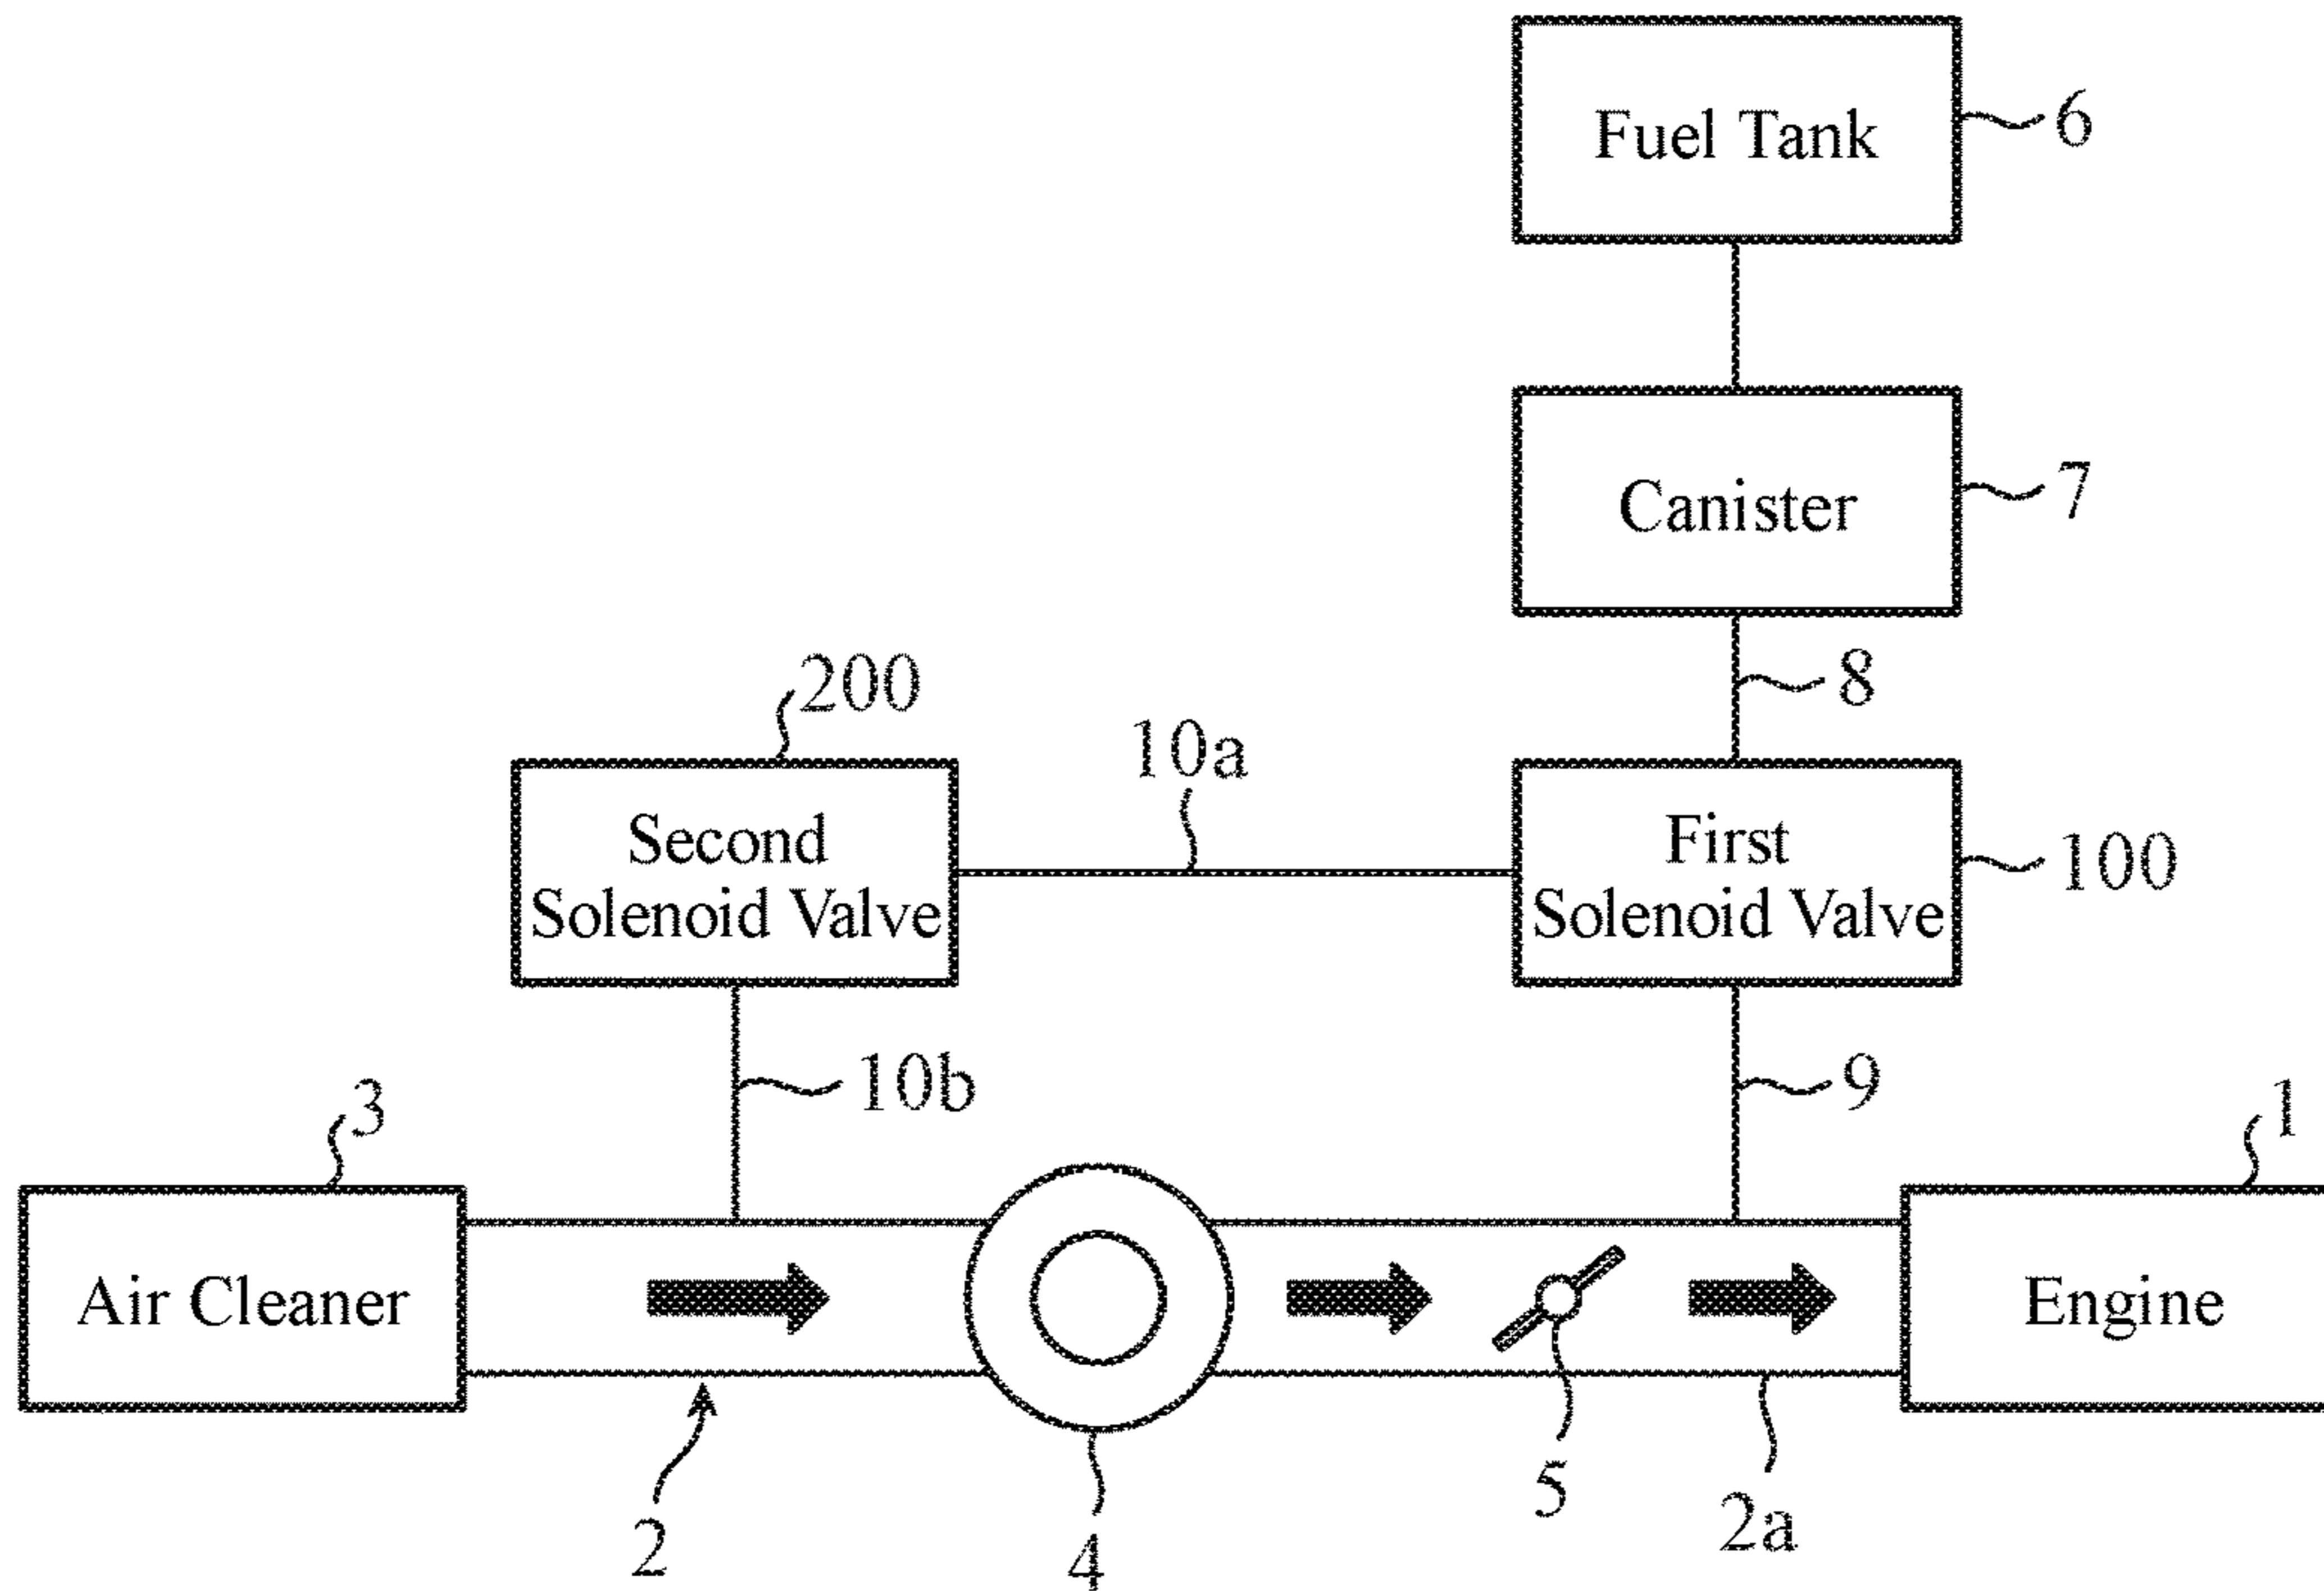 Fuel Tank
6
Canister
7
8
200
10a
Second
Solenoid Valve
First
Solenoid Valve
100
10b
9
3
1
Air Cleaner
Engine
2
4
5
2a